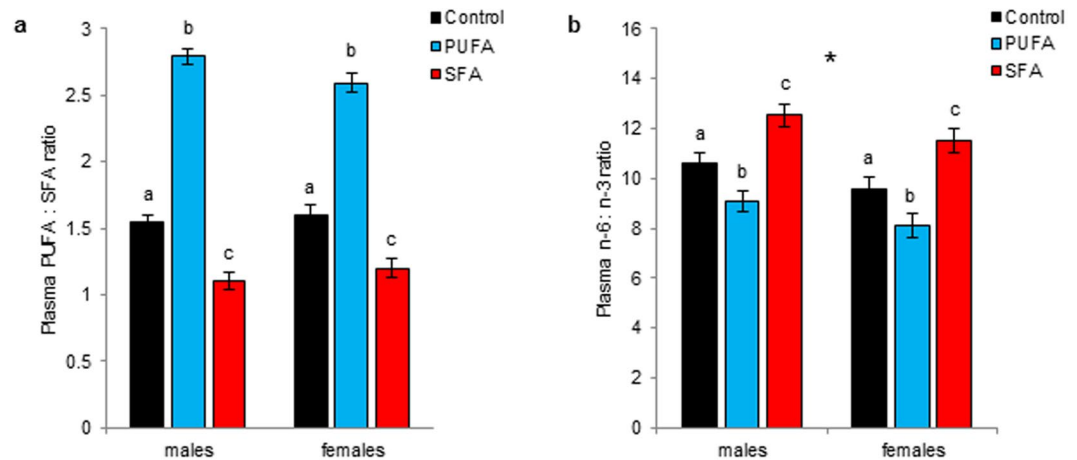 a
Plasma PUFA : SFA ratio
3
2.5
2
1.5
1
0.5
0
Control
PUFA
SFA
a
b
c
a
b
c
males
females
b
Plasma n-6 : n-3 ratio
16
14
12
10
8
6
4
2
0
*
Control
PUFA
SFA
a
b
c
a
b
c
males
females